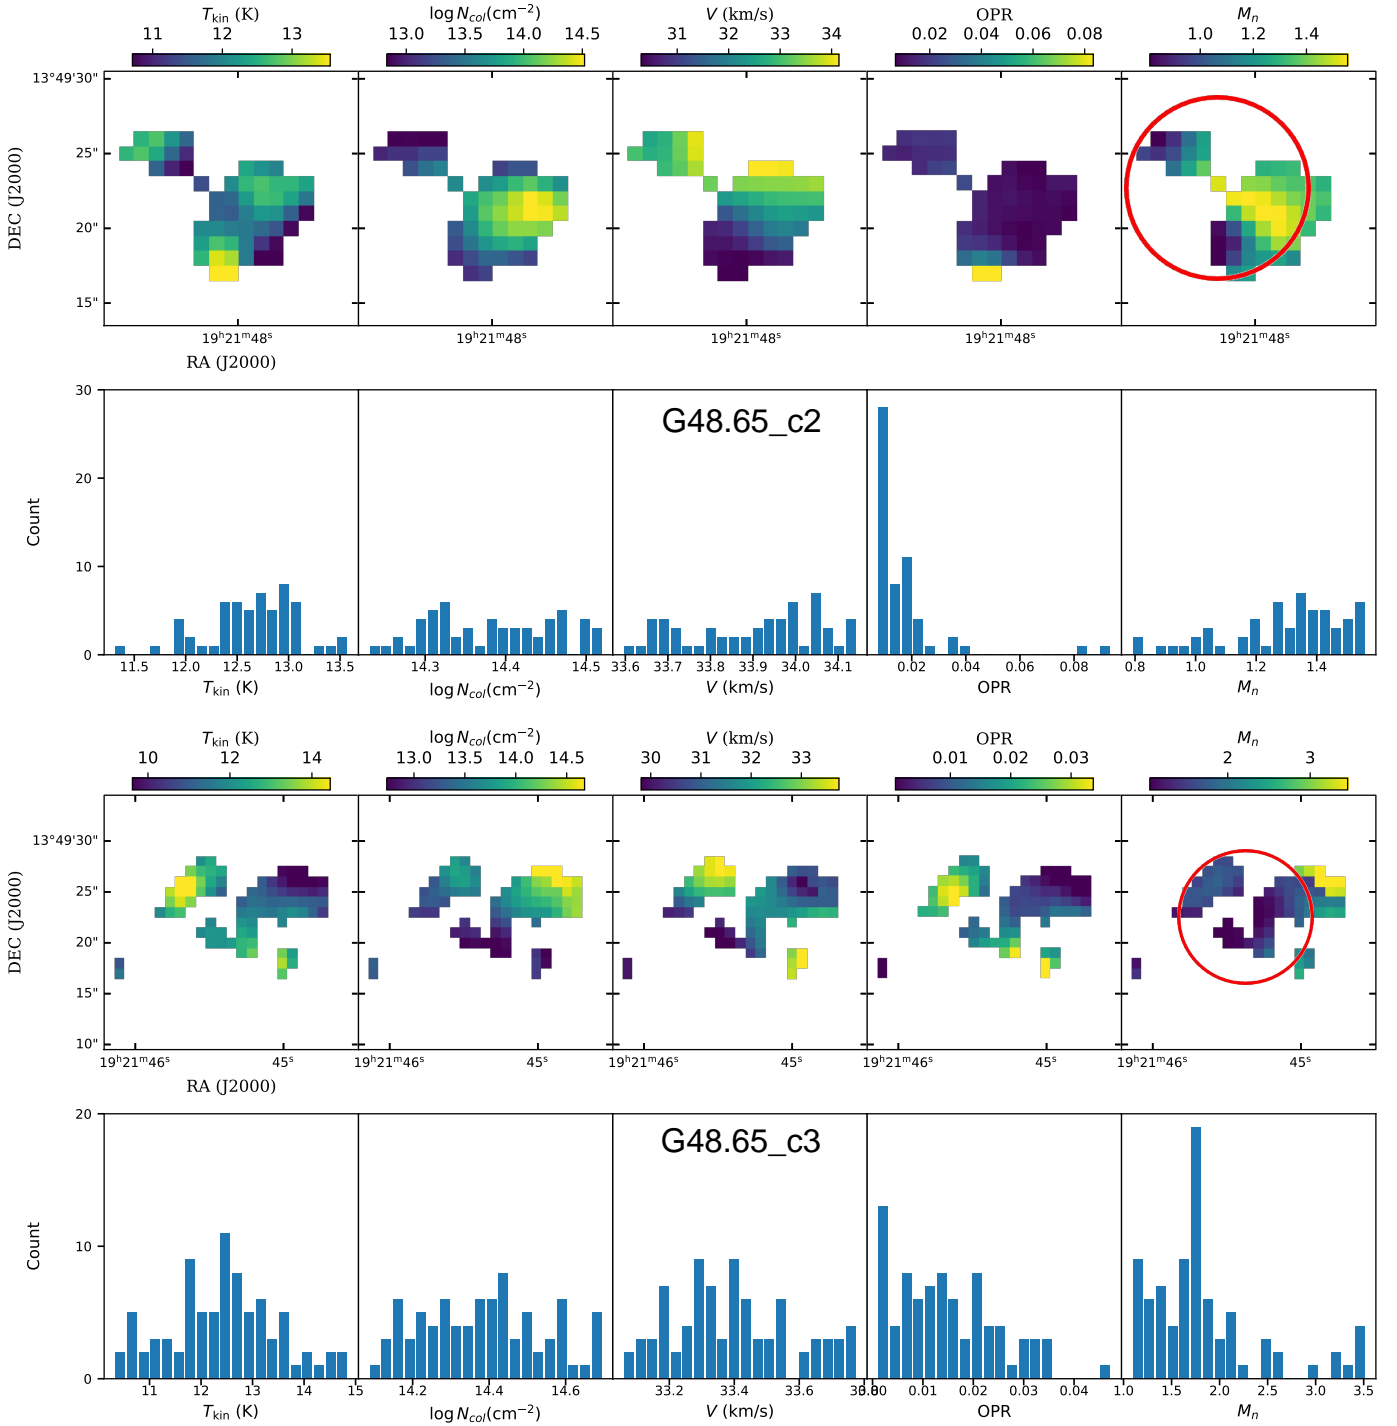 T_kin (K) log N_col(cm⁻²) V (km/s) OPR M_n
11 12 13 13.0 13.5 14.0 14.5 31 32 33 34 0.02 0.04 0.06 0.08 1.0 1.2 1.4
13°49'30"
25"
20"
15"
DEC (J2000)
19ʰ21ᵐ48ˢ 19ʰ21ᵐ48ˢ 19ʰ21ᵐ48ˢ 19ʰ21ᵐ48ˢ 19ʰ21ᵐ48ˢ
RA (J2000)
30
G48.65_c2
20
Count
10
0
11.5 12.0 12.5 13.0 13.5 14.3 14.4 14.5 33.6 33.7 33.8 33.9 34.0 34.1 0.02 0.04 0.06 0.08 0.8 1.0 1.2 1.4
T_kin (K) log N_col(cm⁻²) V (km/s) OPR M_n
T_kin (K) log N_col(cm⁻²) V (km/s) OPR M_n
10 12 14 13.0 13.5 14.0 14.5 30 31 32 33 0.01 0.02 0.03 2 3
13°49'30"
25"
20"
15"
10"
DEC (J2000)
19ʰ21ᵐ46ˢ 45ˢ 19ʰ21ᵐ46ˢ 45ˢ 19ʰ21ᵐ46ˢ 45ˢ 19ʰ21ᵐ46ˢ 45ˢ 19ʰ21ᵐ46ˢ 45ˢ
RA (J2000)
20
G48.65_c3
Count
10
0
11 12 13 14 15 14.2 14.4 14.6 33.2 33.4 33.6 33.8 0.00 0.01 0.02 0.03 0.04 1.0 1.5 2.0 2.5 3.0 3.5
T_kin (K) log N_col(cm⁻²) V (km/s) OPR M_n